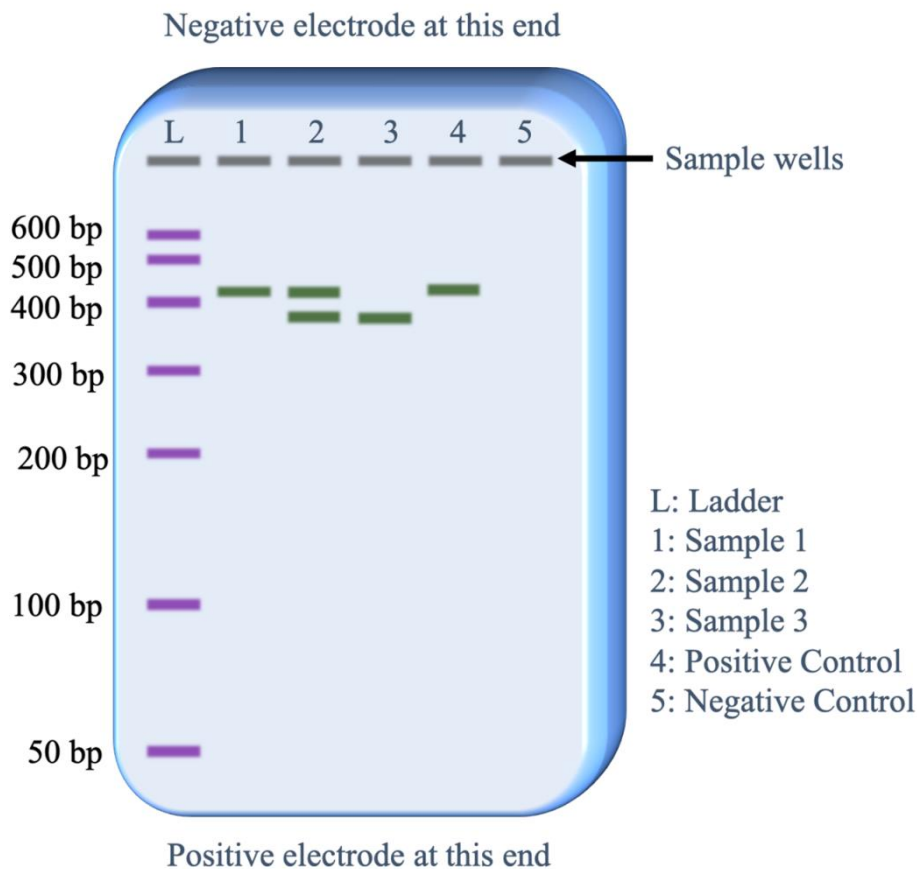 Negative electrode at this end
L 1 2 3 4 5
Sample wells
600 bp
500 bp
400 bp
300 bp
200 bp
100 bp
50 bp
L: Ladder
1: Sample 1
2: Sample 2
3: Sample 3
4: Positive Control
5: Negative Control
Positive electrode at this end